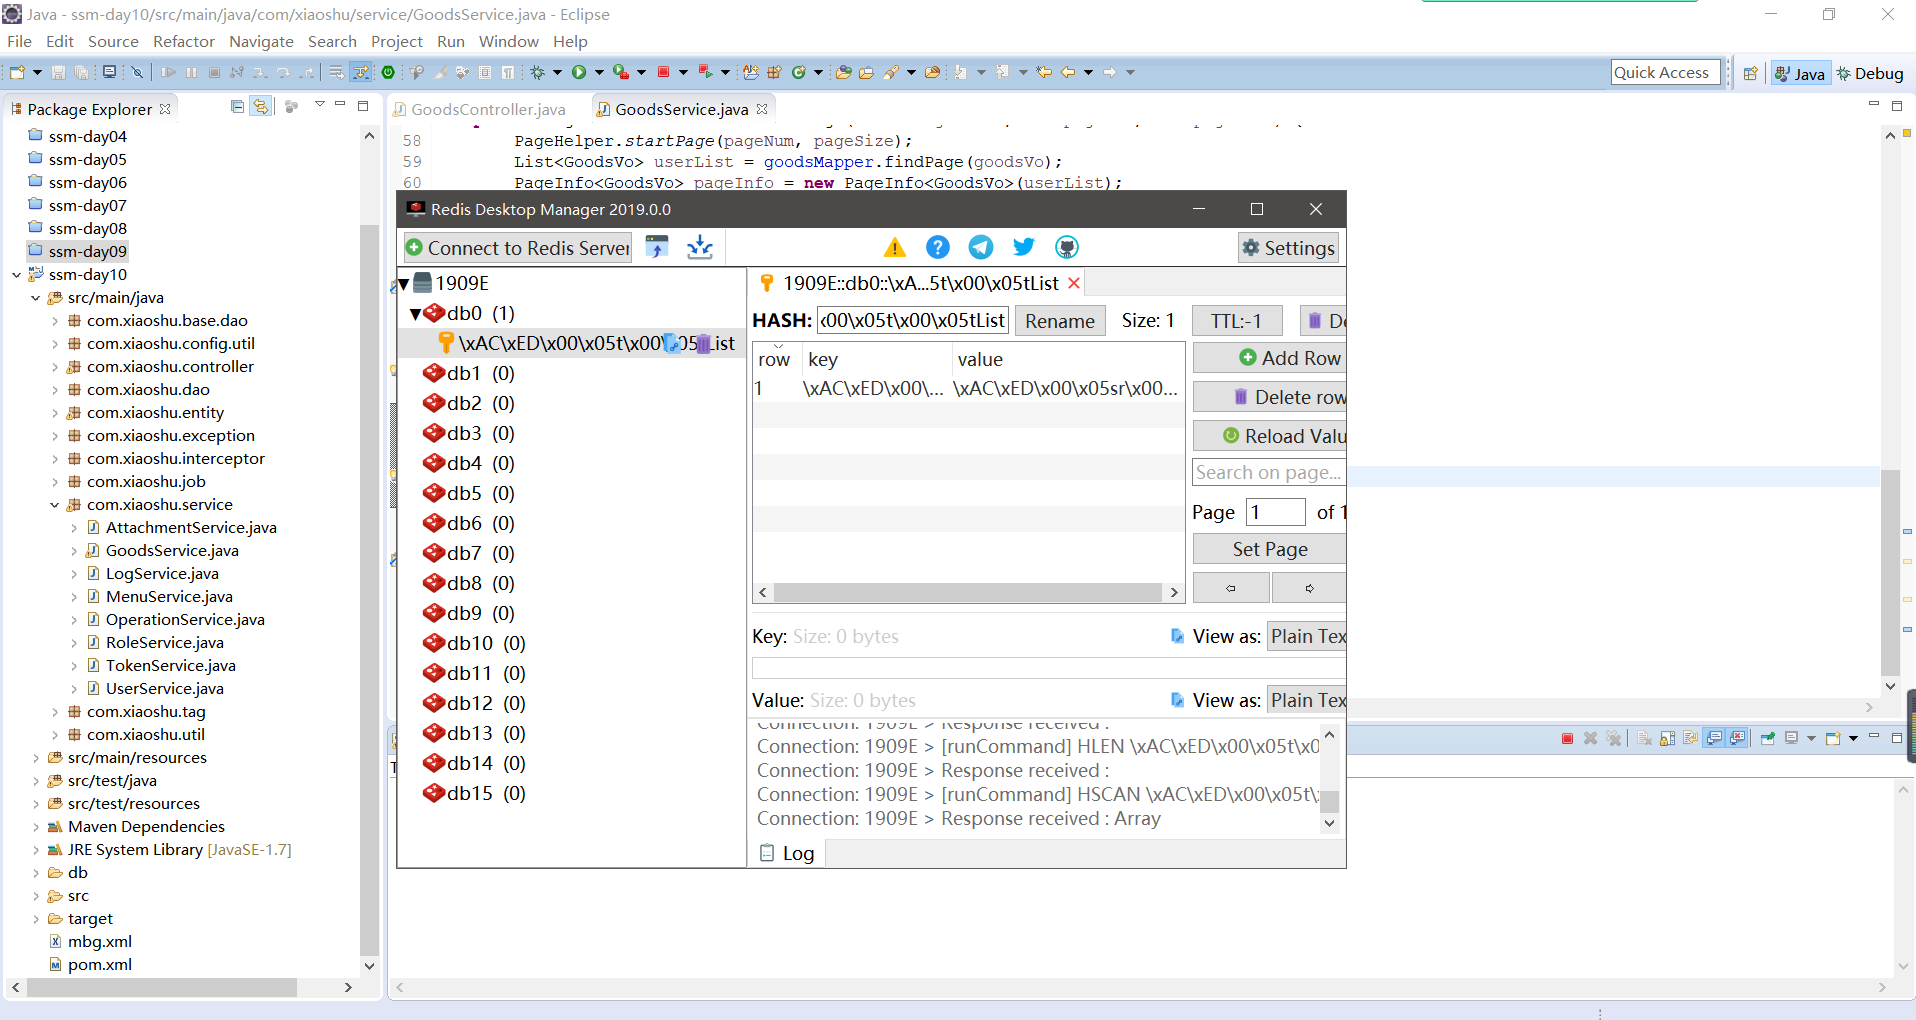 Java - ssm-day10/src/main/java/com/xiaoshu/service/GoodsService.java - Eclipse
File Edit Source Refactor Navigate Search Project Run Window Help
Quick Access
Java
Debug
Package Explorer
ssm-day04
ssm-day05
ssm-day06
ssm-day07
ssm-day08
ssm-day09
ssm-day10
src/main/java
com.xiaoshu.base.dao
com.xiaoshu.config.util
com.xiaoshu.controller
com.xiaoshu.dao
com.xiaoshu.entity
com.xiaoshu.exception
com.xiaoshu.interceptor
com.xiaoshu.job
com.xiaoshu.service
AttachmentService.java
GoodsService.java
LogService.java
MenuService.java
OperationService.java
RoleService.java
TokenService.java
UserService.java
com.xiaoshu.tag
com.xiaoshu.util
src/main/resources
src/test/java
src/test/resources
Maven Dependencies
JRE System Library [JavaSE-1.7]
db
src
target
mbg.xml
pom.xml
GoodsController.java
GoodsService.java
58 PageHelper.startPage(pageNum, pageSize);
59 List<GoodsVo> userList = goodsMapper.findPage(goodsVo);
60 PageInfo<GoodsVo> pageInfo = new PageInfo<GoodsVo>(userList);
Redis Desktop Manager 2019.0.0
Connect to Redis Server
Settings
1909E
db0 (1)
\xAC\xED\x00\x05t\x00\x05tList
db1 (0)
db2 (0)
db3 (0)
db4 (0)
db5 (0)
db6 (0)
db7 (0)
db8 (0)
db9 (0)
db10 (0)
db11 (0)
db12 (0)
db13 (0)
db14 (0)
db15 (0)
1909E::db0::\xA...5t\x00\x05tList
HASH: x00\x05t\x00\x05tList Rename Size: 1 TTL:-1 De
row key value
1 \xAC\xED\x00\... \xAC\xED\x00\x05sr\x00...
Add Row
Delete row
Reload Valu
Search on page...
Page 1 of 1
Set Page
Key: Size: 0 bytes View as: Plain Tex
Value: Size: 0 bytes View as: Plain Tex
Connection: 1909E > Response received :
Connection: 1909E > [runCommand] HLEN \xAC\xED\x00\x05t\x0
Connection: 1909E > Response received :
Connection: 1909E > [runCommand] HSCAN \xAC\xED\x00\x05t\
Connection: 1909E > Response received : Array
Log